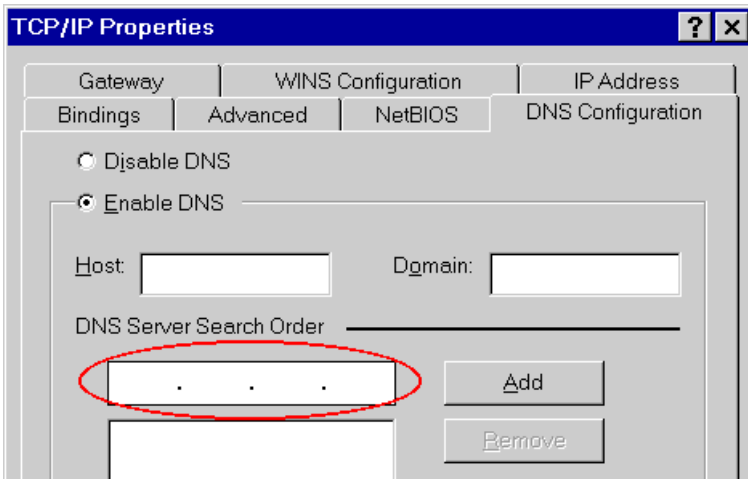 TCP/IP Properties ? ×
Gateway WINS Configuration IP Address
Bindings Advanced NetBIOS DNS Configuration
Disable DNS
Enable DNS
Host: Domain:
DNS Server Search Order
. . . Add
Remove